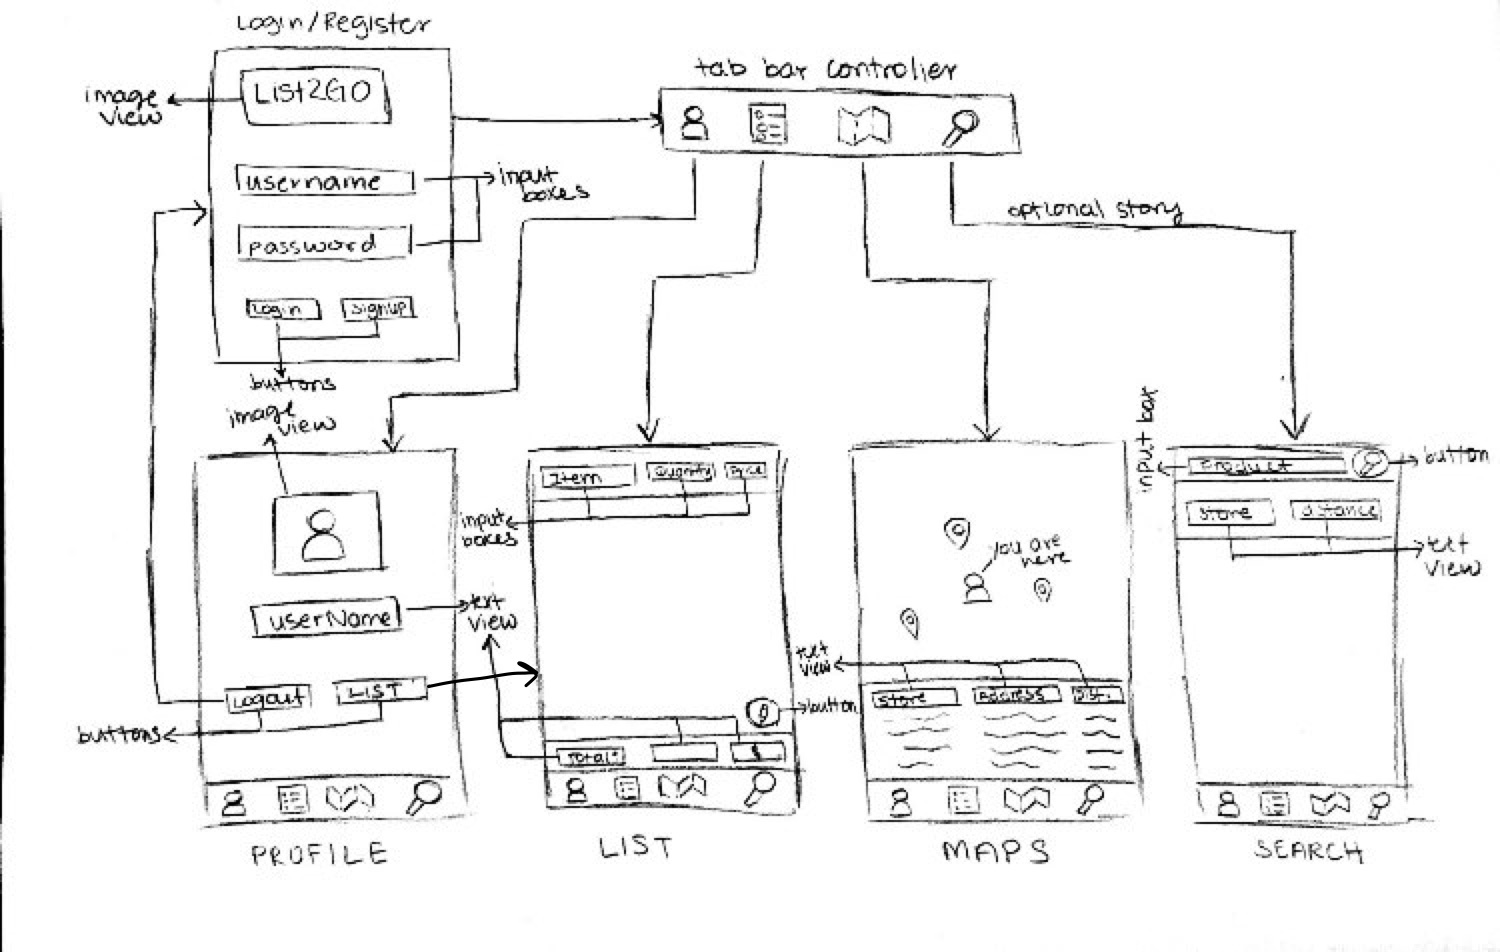 Login/Register
List2GO
image
view
username
password
input
boxes
Login
signup
buttons
tab bar controller
optional story
image
view
userName
text
view
Logout
LIST
buttons
PROFILE
Item
Quantity
Price
input
boxes
button
Total:
LIST
you are
here
text
view
Store
Address
Dist.
MAPS
input bar
Product
button
Store
distance
text
view
SEARCH